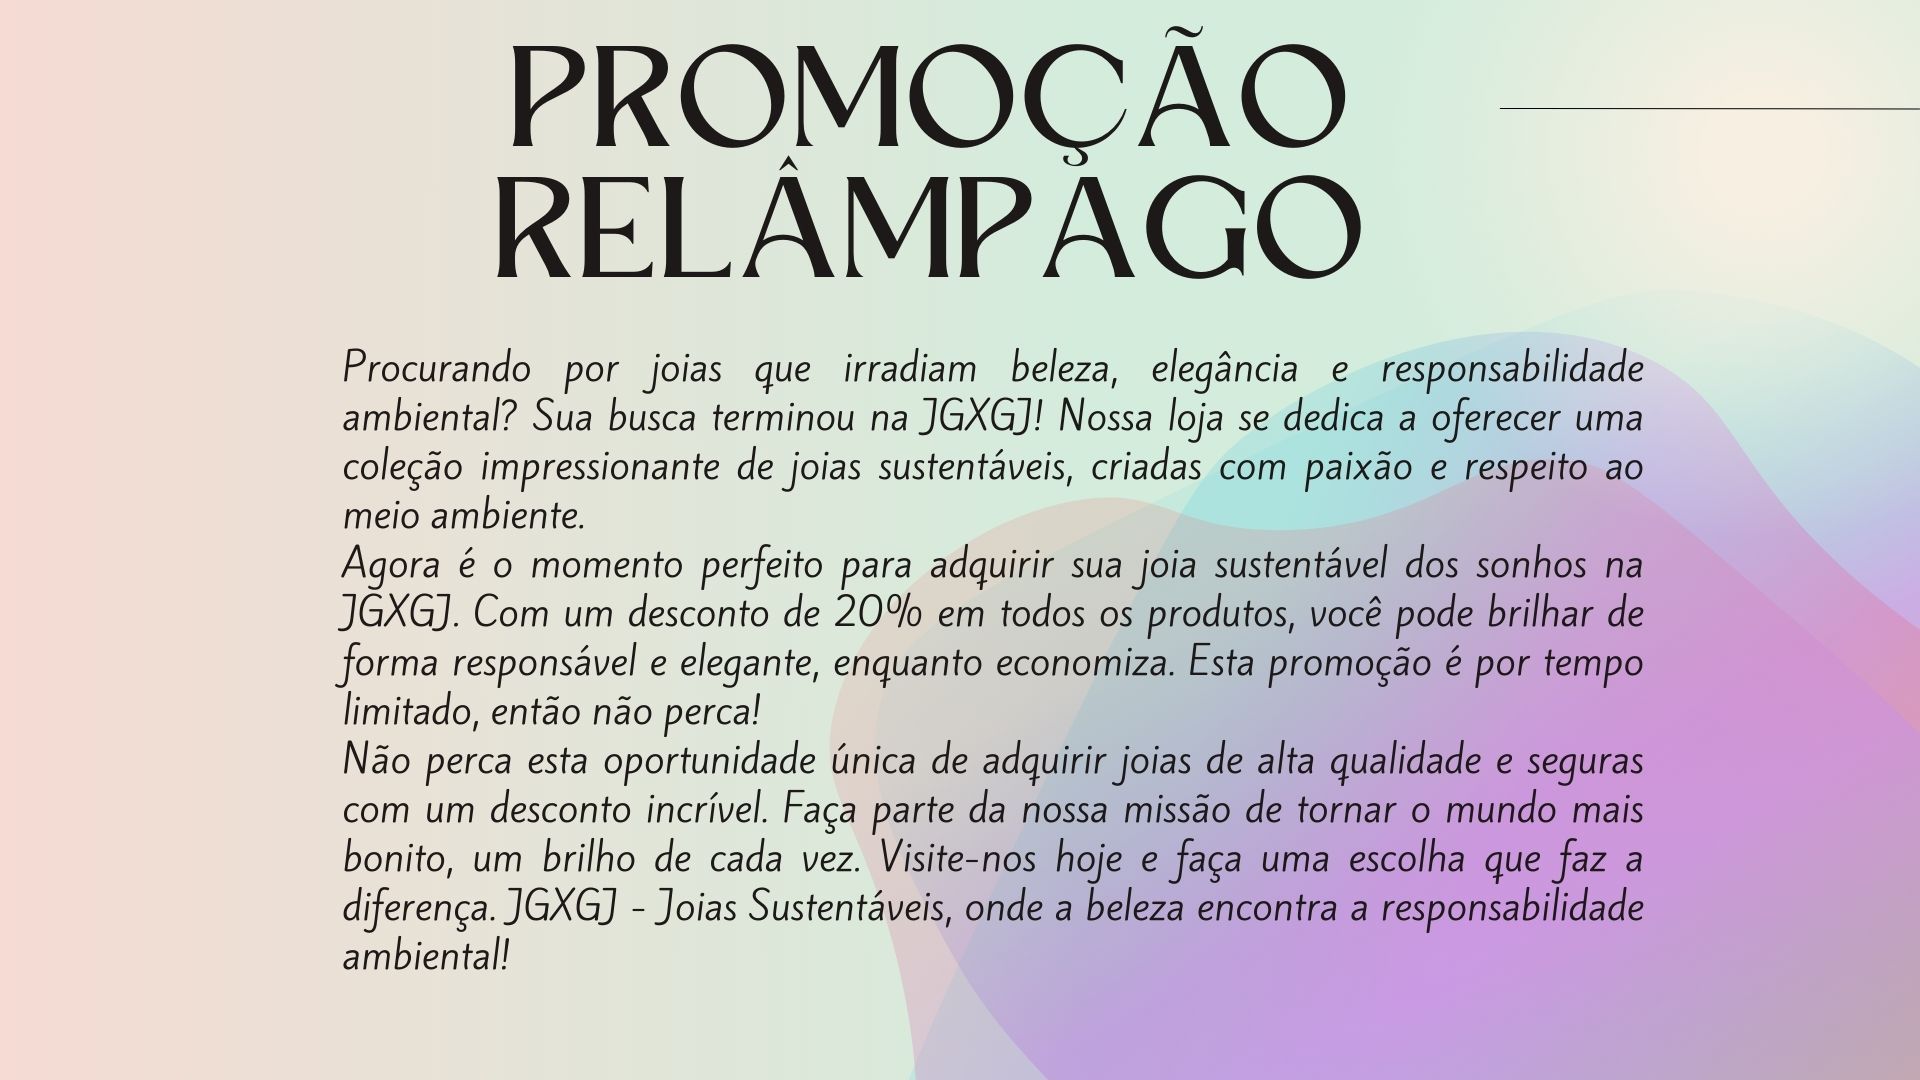 PROMOÇÃO
RELÂMPAGO
Procurando por joias que irradiam beleza, elegância e responsabilidade
ambiental? Sua busca terminou na JGXGJ! Nossa loja se dedica a oferecer uma
coleção impressionante de joias sustentáveis, criadas com paixão e respeito ao
meio ambiente.
Agora é o momento perfeito para adquirir sua joia sustentável dos sonhos na
JGXGJ. Com um desconto de 20% em todos os produtos, você pode brilhar de
forma responsável e elegante, enquanto economiza. Esta promoção é por tempo
limitado, então não perca!
Não perca esta oportunidade única de adquirir joias de alta qualidade e seguras
com um desconto incrível. Faça parte da nossa missão de tornar o mundo mais
bonito, um brilho de cada vez. Visite-nos hoje e faça uma escolha que faz a
diferença. JGXGJ - Joias Sustentáveis, onde a beleza encontra a responsabilidade
ambiental!